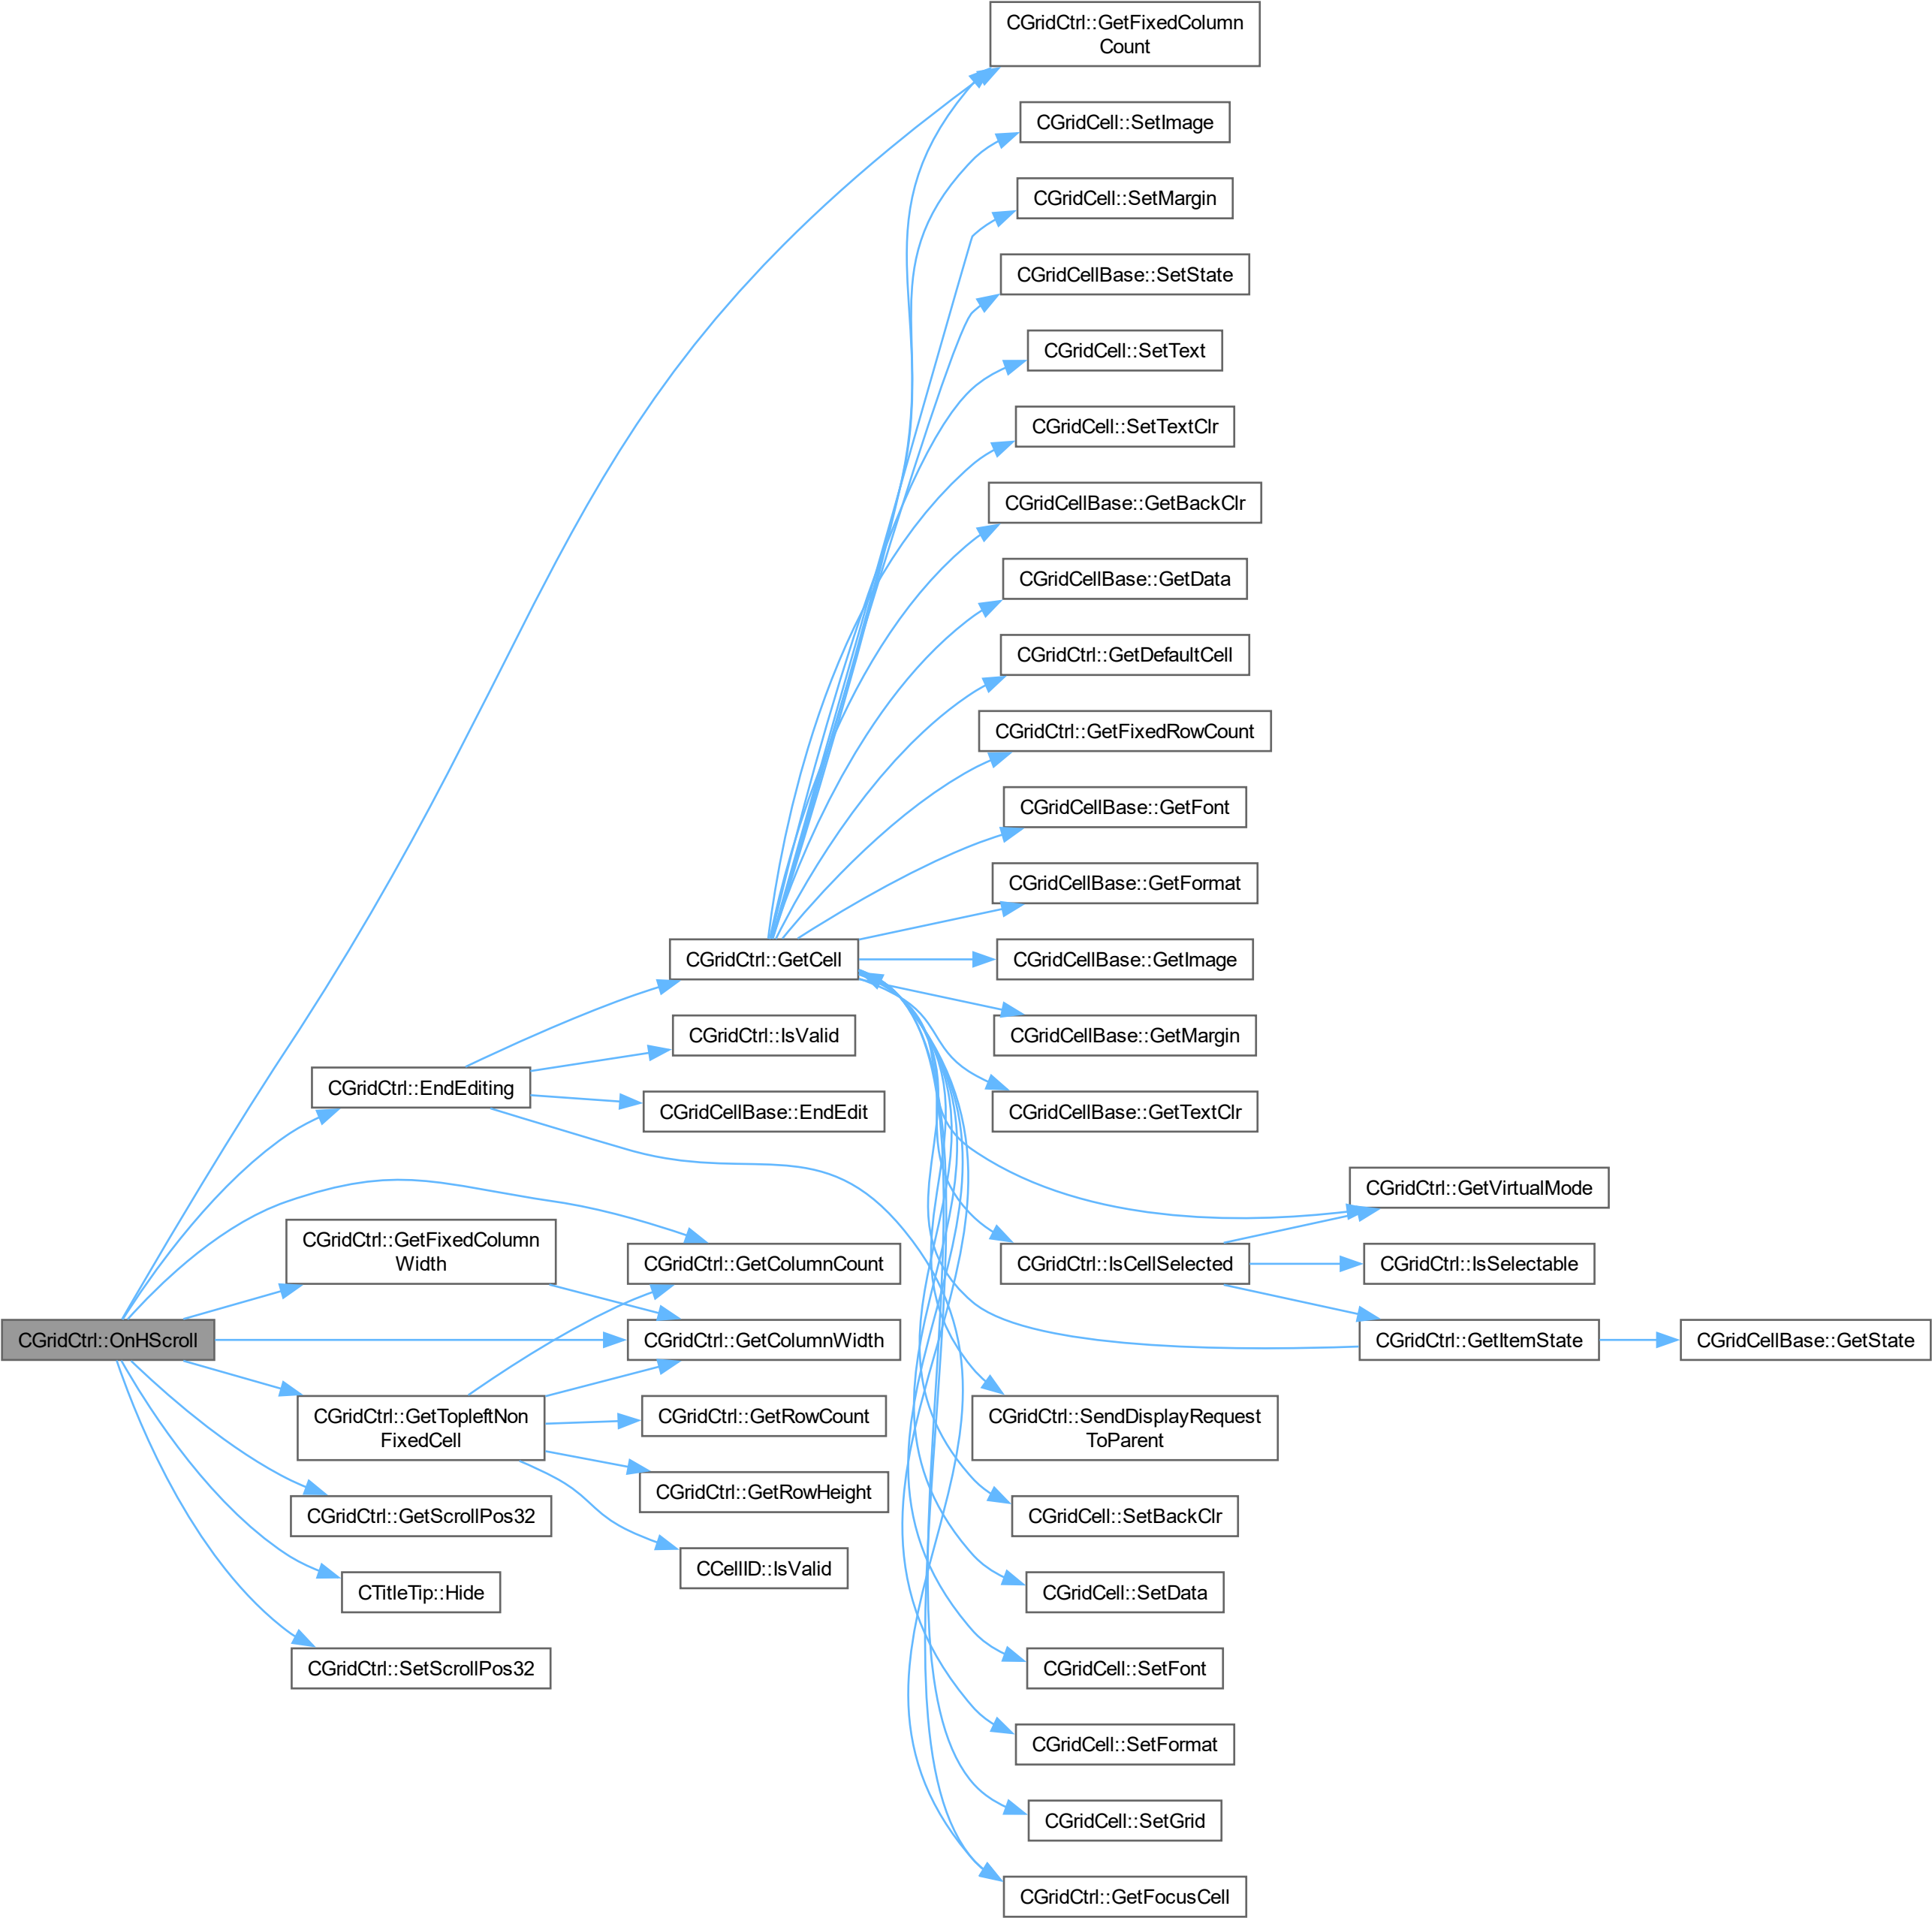 CGridCtrl::OnHScroll
CGridCtrl::EndEditing
CGridCtrl::GetFixedColumn
Width
CGridCtrl::GetTopleftNon
FixedCell
CGridCtrl::GetScrollPos32
CTitleTip::Hide
CGridCtrl::SetScrollPos32
CGridCtrl::GetCell
CGridCtrl::IsValid
CGridCellBase::EndEdit
CGridCtrl::GetColumnCount
CGridCtrl::GetColumnWidth
CGridCtrl::GetRowCount
CGridCtrl::GetRowHeight
CCellID::IsValid
CGridCtrl::GetFixedColumn
Count
CGridCell::SetImage
CGridCell::SetMargin
CGridCellBase::SetState
CGridCell::SetText
CGridCell::SetTextClr
CGridCellBase::GetBackClr
CGridCellBase::GetData
CGridCtrl::GetDefaultCell
CGridCtrl::GetFixedRowCount
CGridCellBase::GetFont
CGridCellBase::GetFormat
CGridCellBase::GetImage
CGridCellBase::GetMargin
CGridCellBase::GetTextClr
CGridCtrl::IsCellSelected
CGridCtrl::SendDisplayRequest
ToParent
CGridCell::SetBackClr
CGridCell::SetData
CGridCell::SetFont
CGridCell::SetFormat
CGridCell::SetGrid
CGridCtrl::GetFocusCell
CGridCtrl::GetVirtualMode
CGridCtrl::IsSelectable
CGridCtrl::GetItemState
CGridCellBase::GetState